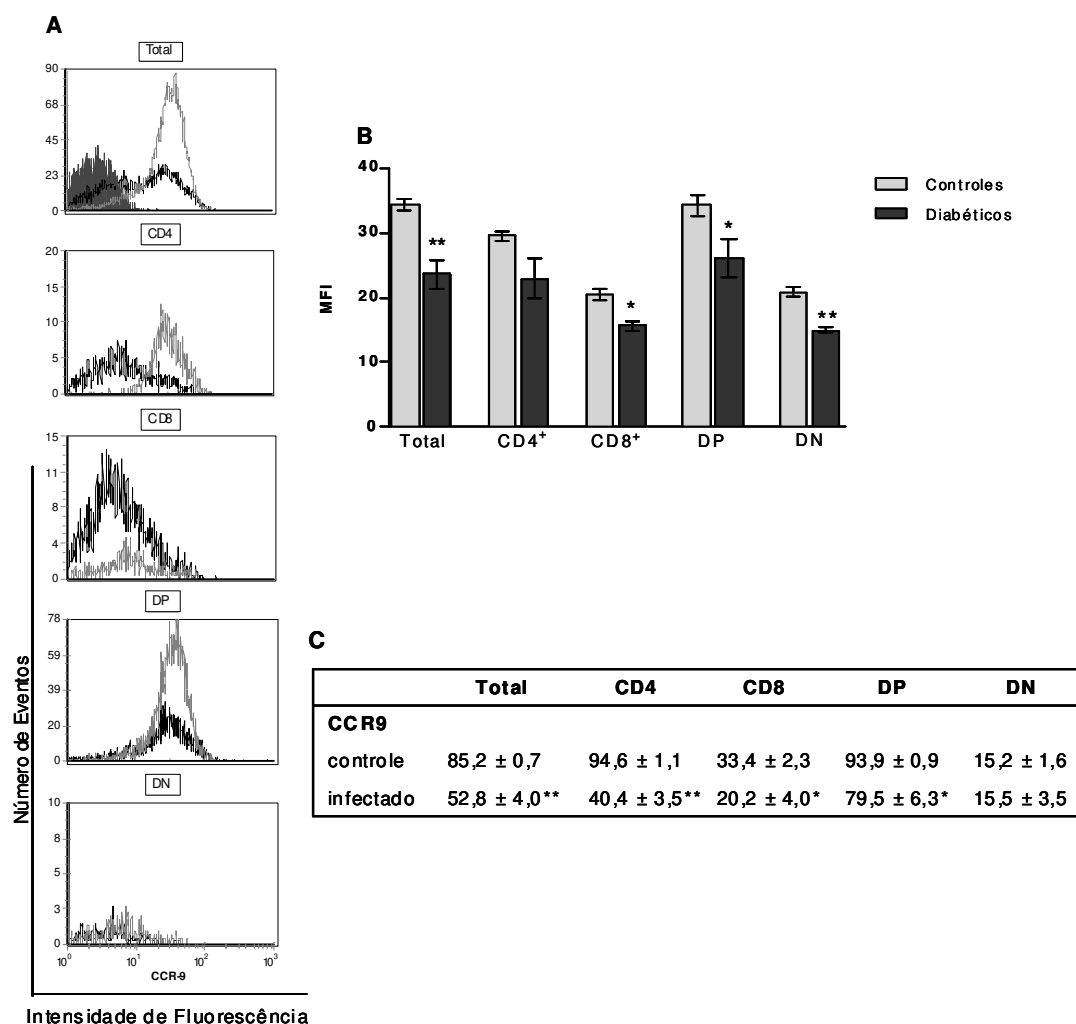 A
Total
90
68
45
23
0
CD4
20
15
10
5
0
CD8
15
11
8
4
0
DP
78
59
39
20
0
DN
10
8
5
3
0
10⁰ 10¹ 10² 10³
CCR-9
Número de Eventos
Intensidade de Fluorescência
B
40
30
20
10
0
MFI
** * * **
Total CD4⁺ CD8⁺ DP DN
Controles
Diabéticos
C
Total CD4 CD8 DP DN
CCR9
controle 85,2 ± 0,7 94,6 ± 1,1 33,4 ± 2,3 93,9 ± 0,9 15,2 ± 1,6
infectado 52,8 ± 4,0** 40,4 ± 3,5** 20,2 ± 4,0* 79,5 ± 6,3* 15,5 ± 3,5